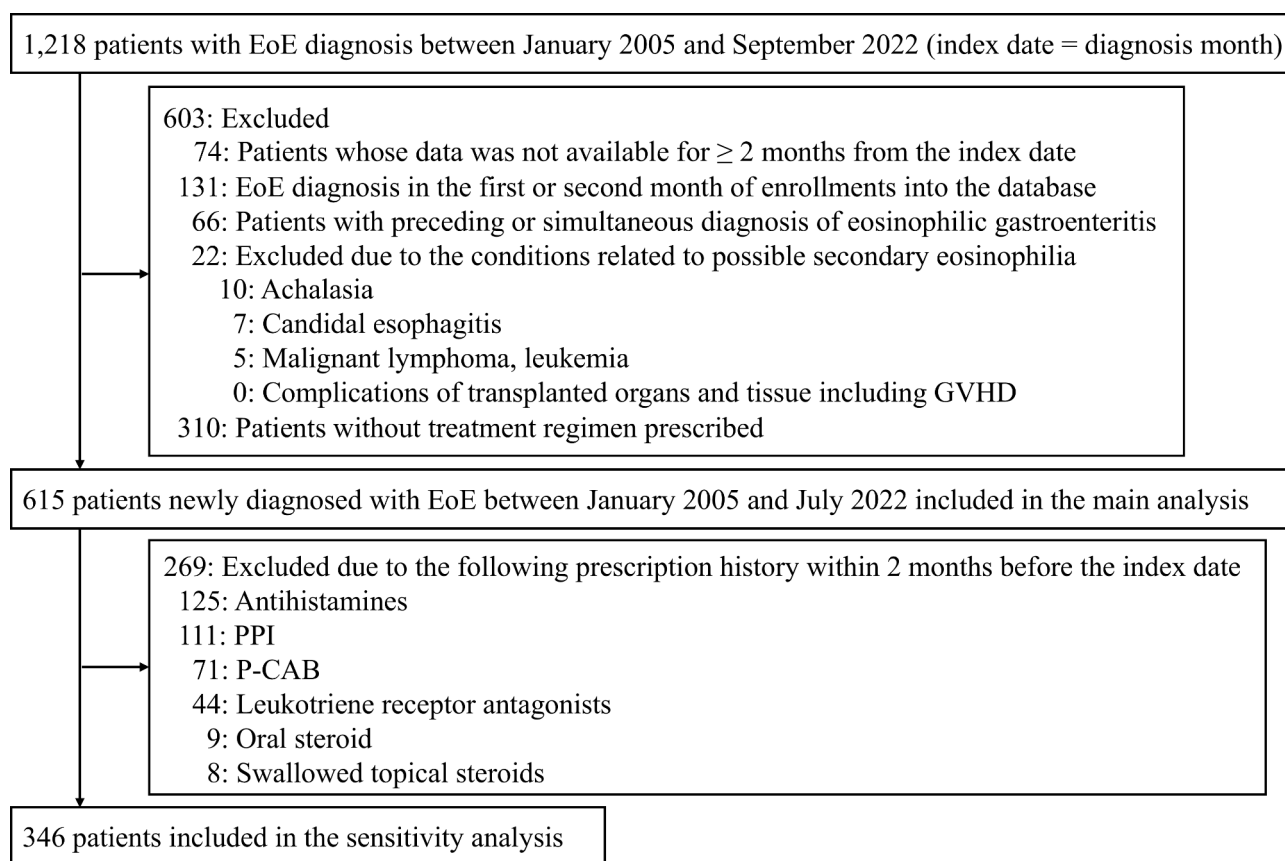 1,218 patients with EoE diagnosis between January 2005 and September 2022 (index date = diagnosis month)
603: Excluded
74: Patients whose data was not available for ≥ 2 months from the index date
131: EoE diagnosis in the first or second month of enrollments into the database
66: Patients with preceding or simultaneous diagnosis of eosinophilic gastroenteritis
22: Excluded due to the conditions related to possible secondary eosinophilia
10: Achalasia
7: Candidal esophagitis
5: Malignant lymphoma, leukemia
0: Complications of transplanted organs and tissue including GVHD
310: Patients without treatment regimen prescribed
615 patients newly diagnosed with EoE between January 2005 and July 2022 included in the main analysis
269: Excluded due to the following prescription history within 2 months before the index date
125: Antihistamines
111: PPI
71: P-CAB
44: Leukotriene receptor antagonists
9: Oral steroid
8: Swallowed topical steroids
346 patients included in the sensitivity analysis